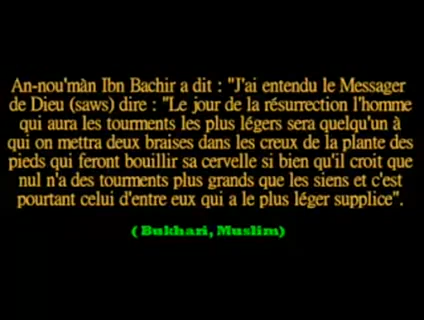 An-nou'màn Ibn Bachir a dit : "J'ai entendu le Messager
de Dieu (saws) dire : "Le jour de la résurrection l'homme
qui aura les tourments les plus légers sera quelqu'un à
qui on mettra deux braises dans les creux de la plante des
pieds qui feront bouillir sa cervelle si bien qu'il croit que
nul n'a des tourments plus grands que les siens et c'est
pourtant celui d'entre eux qui a le plus léger supplice".
( Bukhari, Muslim)